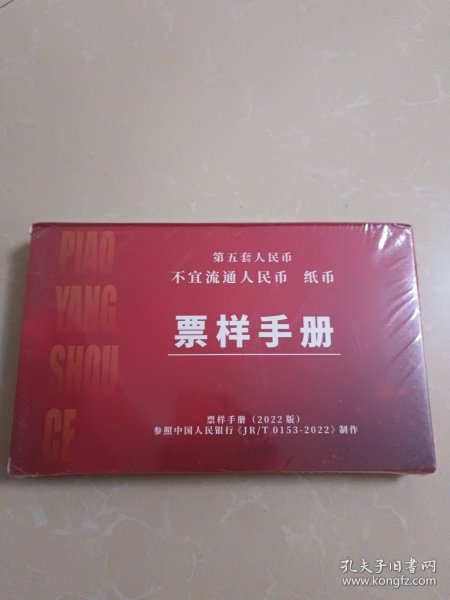 PIAO
YANG
SHOU
CE
第五套人民币
不宜流通人民币 纸币
票样手册
票样手册（2022版）
参照中国人民银行《JR/T 0153-2022》制作
孔夫子旧书网
www.kongfz.com